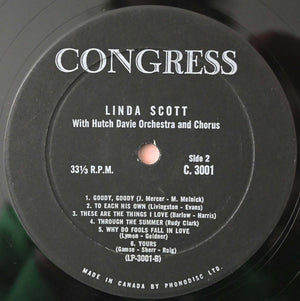 CONGRESS
LINDA SCOTT
With Hutch Davie Orchestra and Chorus
Side 2
33⅓ R.P.M. C. 3001
1. GOODY, GOODY (J. Mercer - M. Melnick)
2. TO EACH HIS OWN (Livingston - Evans)
3. THESE ARE THE THINGS I LOVE (Barlow - Harris)
4. THROUGH THE SUMMER (Rudy Clark)
5. WHY DO FOOLS FALL IN LOVE
(Lymon - Goldner)
6. YOURS
(Gamse - Sherr - Roig)
(LP-3001-B)
MADE IN CANADA BY PHONODISC LTD.